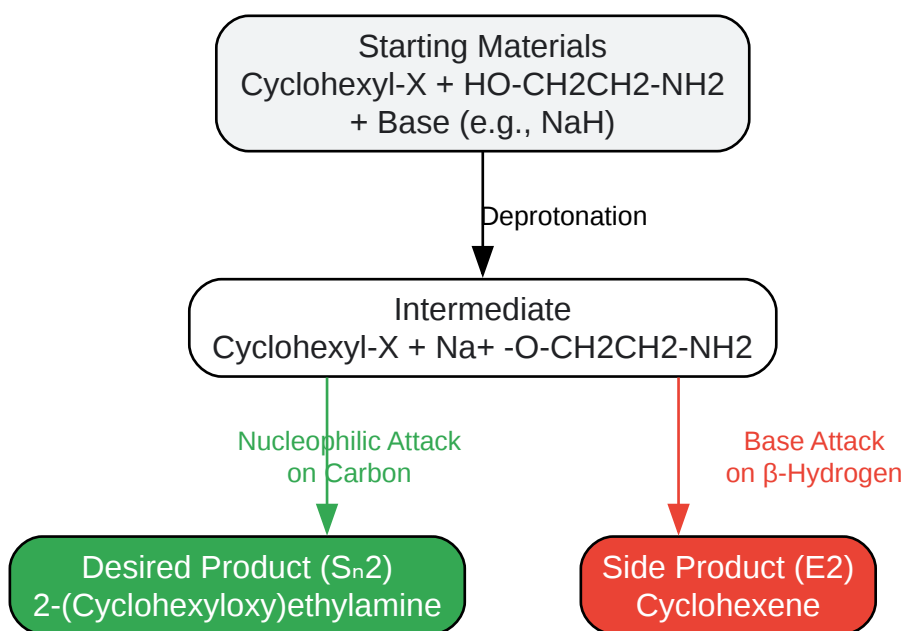 Starting Materials
Cyclohexyl-X + HO-CH2CH2-NH2
+ Base (e.g., NaH)
Deprotonation
Intermediate
Cyclohexyl-X + Na+ -O-CH2CH2-NH2
Nucleophilic Attack
on Carbon
Base Attack
on β-Hydrogen
Desired Product (Sₙ2)
2-(Cyclohexyloxy)ethylamine
Side Product (E2)
Cyclohexene